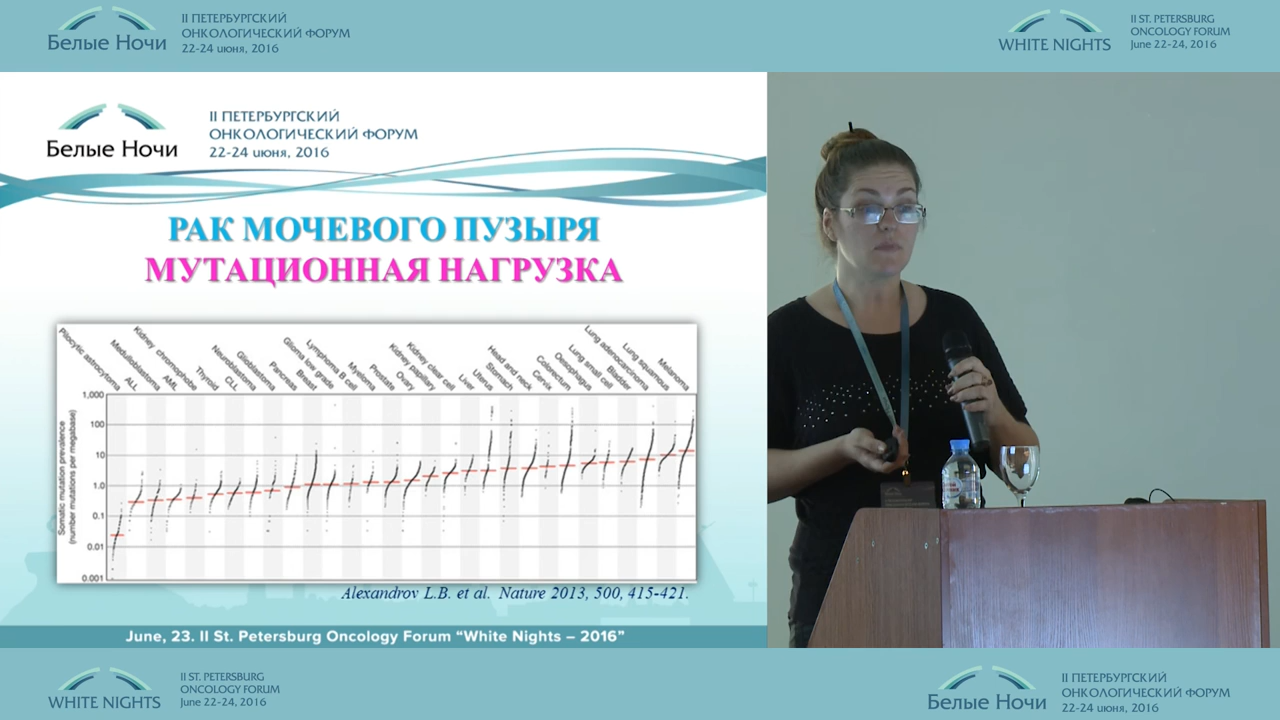 Белые Ночи
II ПЕТЕРБУРГСКИЙ
ОНКОЛОГИЧЕСКИЙ ФОРУМ
22-24 июня, 2016
WHITE NIGHTS
II ST. PETERSBURG
ONCOLOGY FORUM
June 22-24, 2016
Белые Ночи
II ПЕТЕРБУРГСКИЙ
ОНКОЛОГИЧЕСКИЙ ФОРУМ
22-24 июня, 2016
РАК МОЧЕВОГО ПУЗЫРЯ
МУТАЦИОННАЯ НАГРУЗКА
Pilocytic astrocytoma
ALL
Medulloblastoma
AML
Kidney chromophobe
Thyroid
CLL
Neuroblastoma
Glioblastoma
Pancreas
Breast
Glioma low grade
Lymphoma B cell
Myeloma
Prostate
Ovary
Kidney papillary
Kidney clear cell
Liver
Uterus
Stomach
Head and neck
Cervix
Colorectum
Oesophagus
Lung small cell
Bladder
Lung adenocarcinoma
Lung squamous
Melanoma
Somatic mutation prevalence
(number mutations per megabase)
1,000
100
10
1.0
0.1
0.01
0.001
Alexandrov L.B. et al. Nature 2013, 500, 415-421.
June, 23. II St. Petersburg Oncology Forum “White Nights – 2016”
WHITE NIGHTS
II ST. PETERSBURG
ONCOLOGY FORUM
June 22-24, 2016
Белые Ночи
II ПЕТЕРБУРГСКИЙ
ОНКОЛОГИЧЕСКИЙ ФОРУМ
22-24 июня, 2016